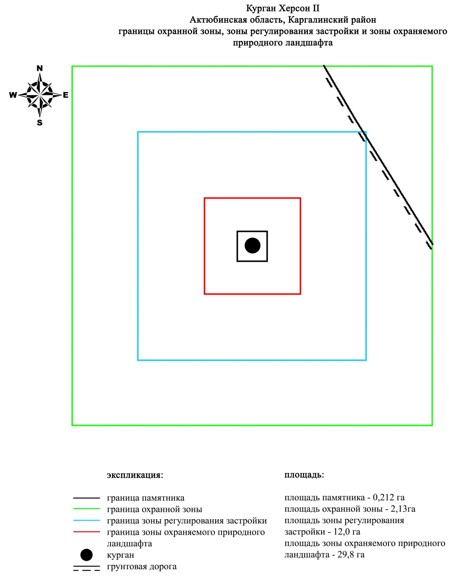 Курган Херсон II
Актюбинская область, Каргалинский район
границы охранной зоны, зоны регулирования застройки и зоны охраняемого
природного ландшафта
N
W E
S
экспликация:
граница памятника
граница охранной зоны
граница зоны регулирования застройки
граница зоны охраняемого природного
ландшафта
курган
грунтовая дорога
площадь:
площадь памятника - 0,212 га
площадь охранной зоны - 2,13га
площадь зоны регулирования
застройки - 12,0 га
площадь зоны охраняемого природного
ландшафта - 29,8 га